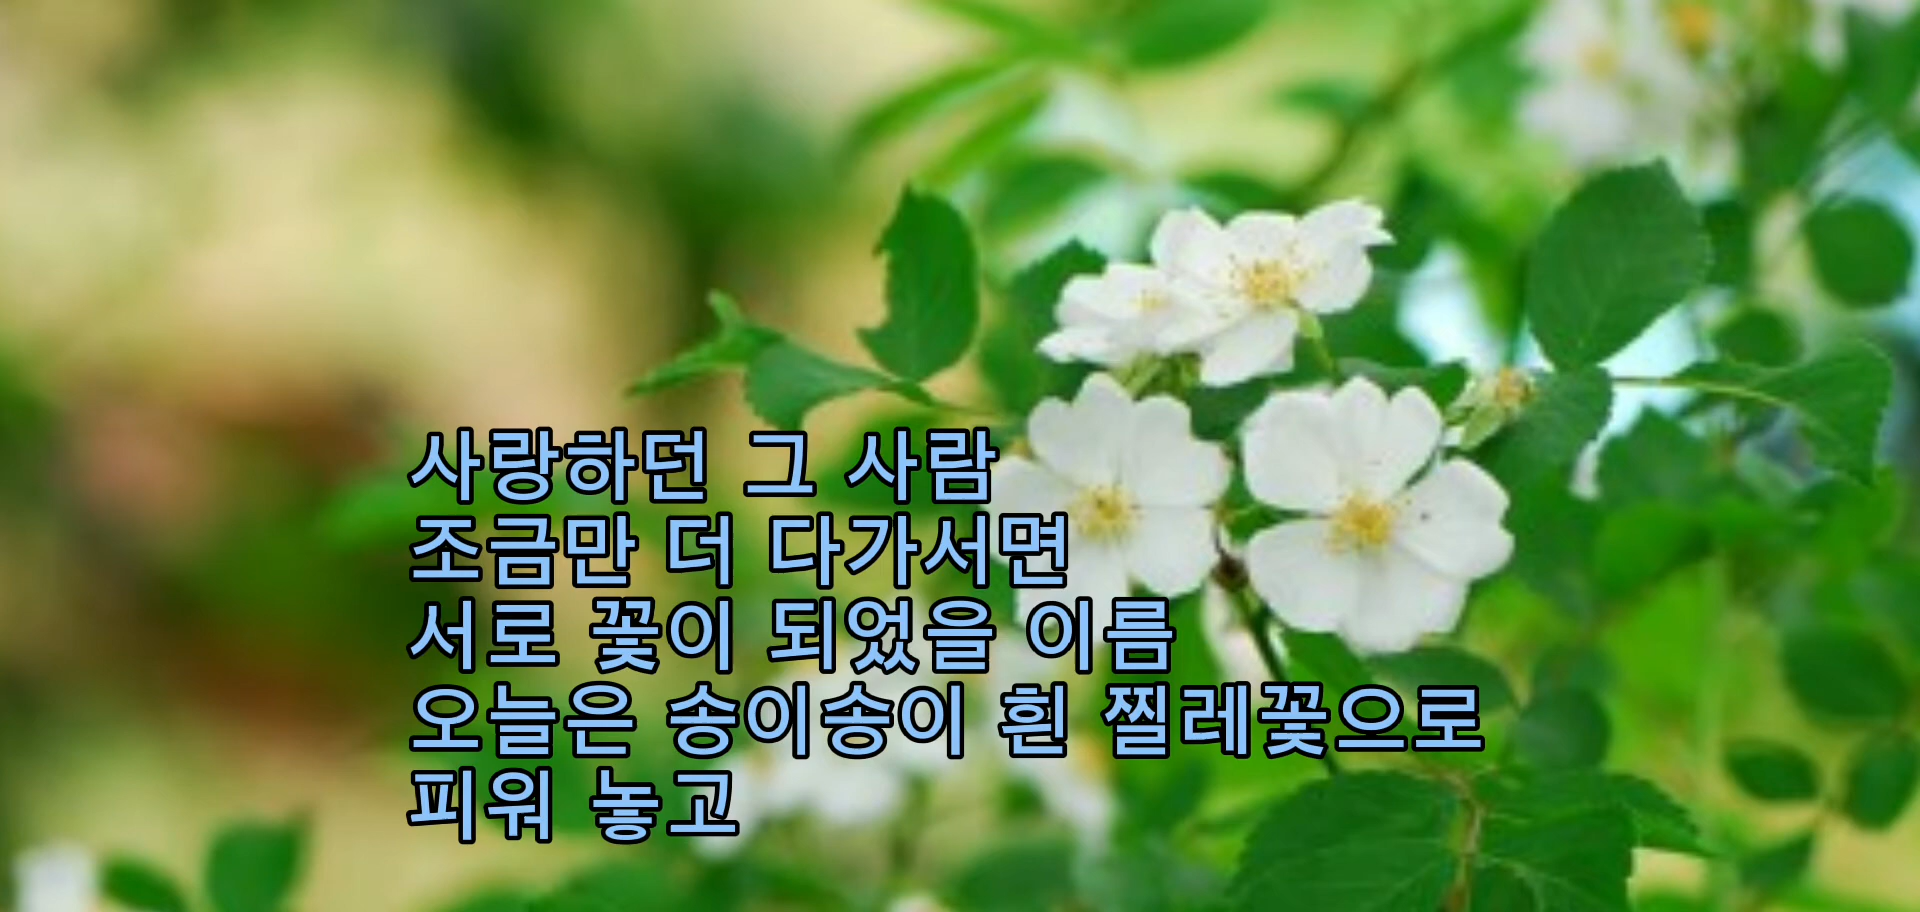 사랑하던 그 사람
조금만 더 다가서면
서로 꽃이 되었을 이름
오늘은 송이송이 흰 찔레꽃으로
피워 놓고